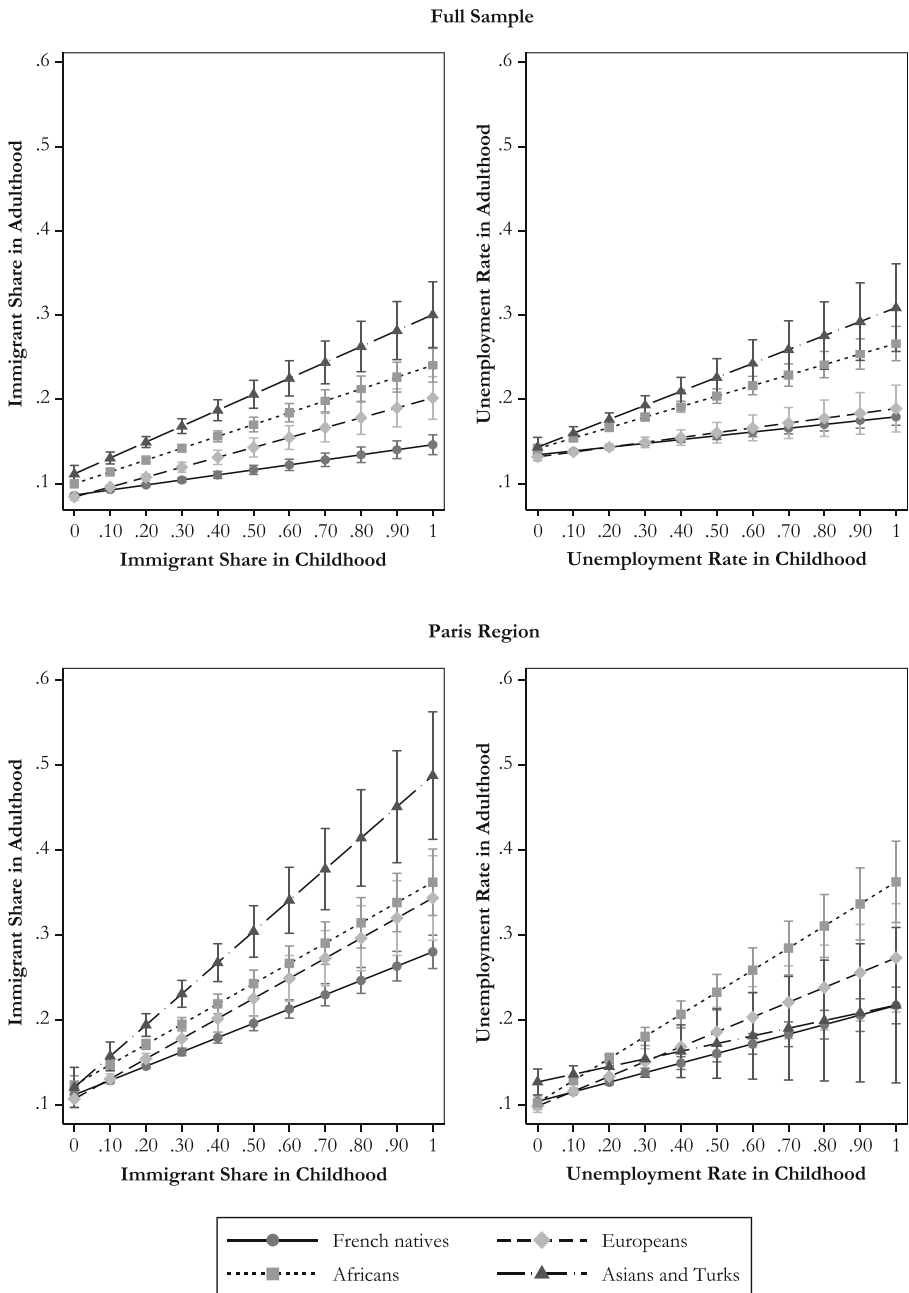 Full Sample
.6
.5
.4
.3
.2
.1
Immigrant Share in Adulthood
0 .10 .20 .30 .40 .50 .60 .70 .80 .90 1
Immigrant Share in Childhood
.6
.5
.4
.3
.2
.1
Unemployment Rate in Adulthood
0 .10 .20 .30 .40 .50 .60 .70 .80 .90 1
Unemployment Rate in Childhood
Paris Region
.6
.5
.4
.3
.2
.1
Immigrant Share in Adulthood
0 .10 .20 .30 .40 .50 .60 .70 .80 .90 1
Immigrant Share in Childhood
.6
.5
.4
.3
.2
.1
Unemployment Rate in Adulthood
0 .10 .20 .30 .40 .50 .60 .70 .80 .90 1
Unemployment Rate in Childhood
French natives
Europeans
Africans
Asians and Turks